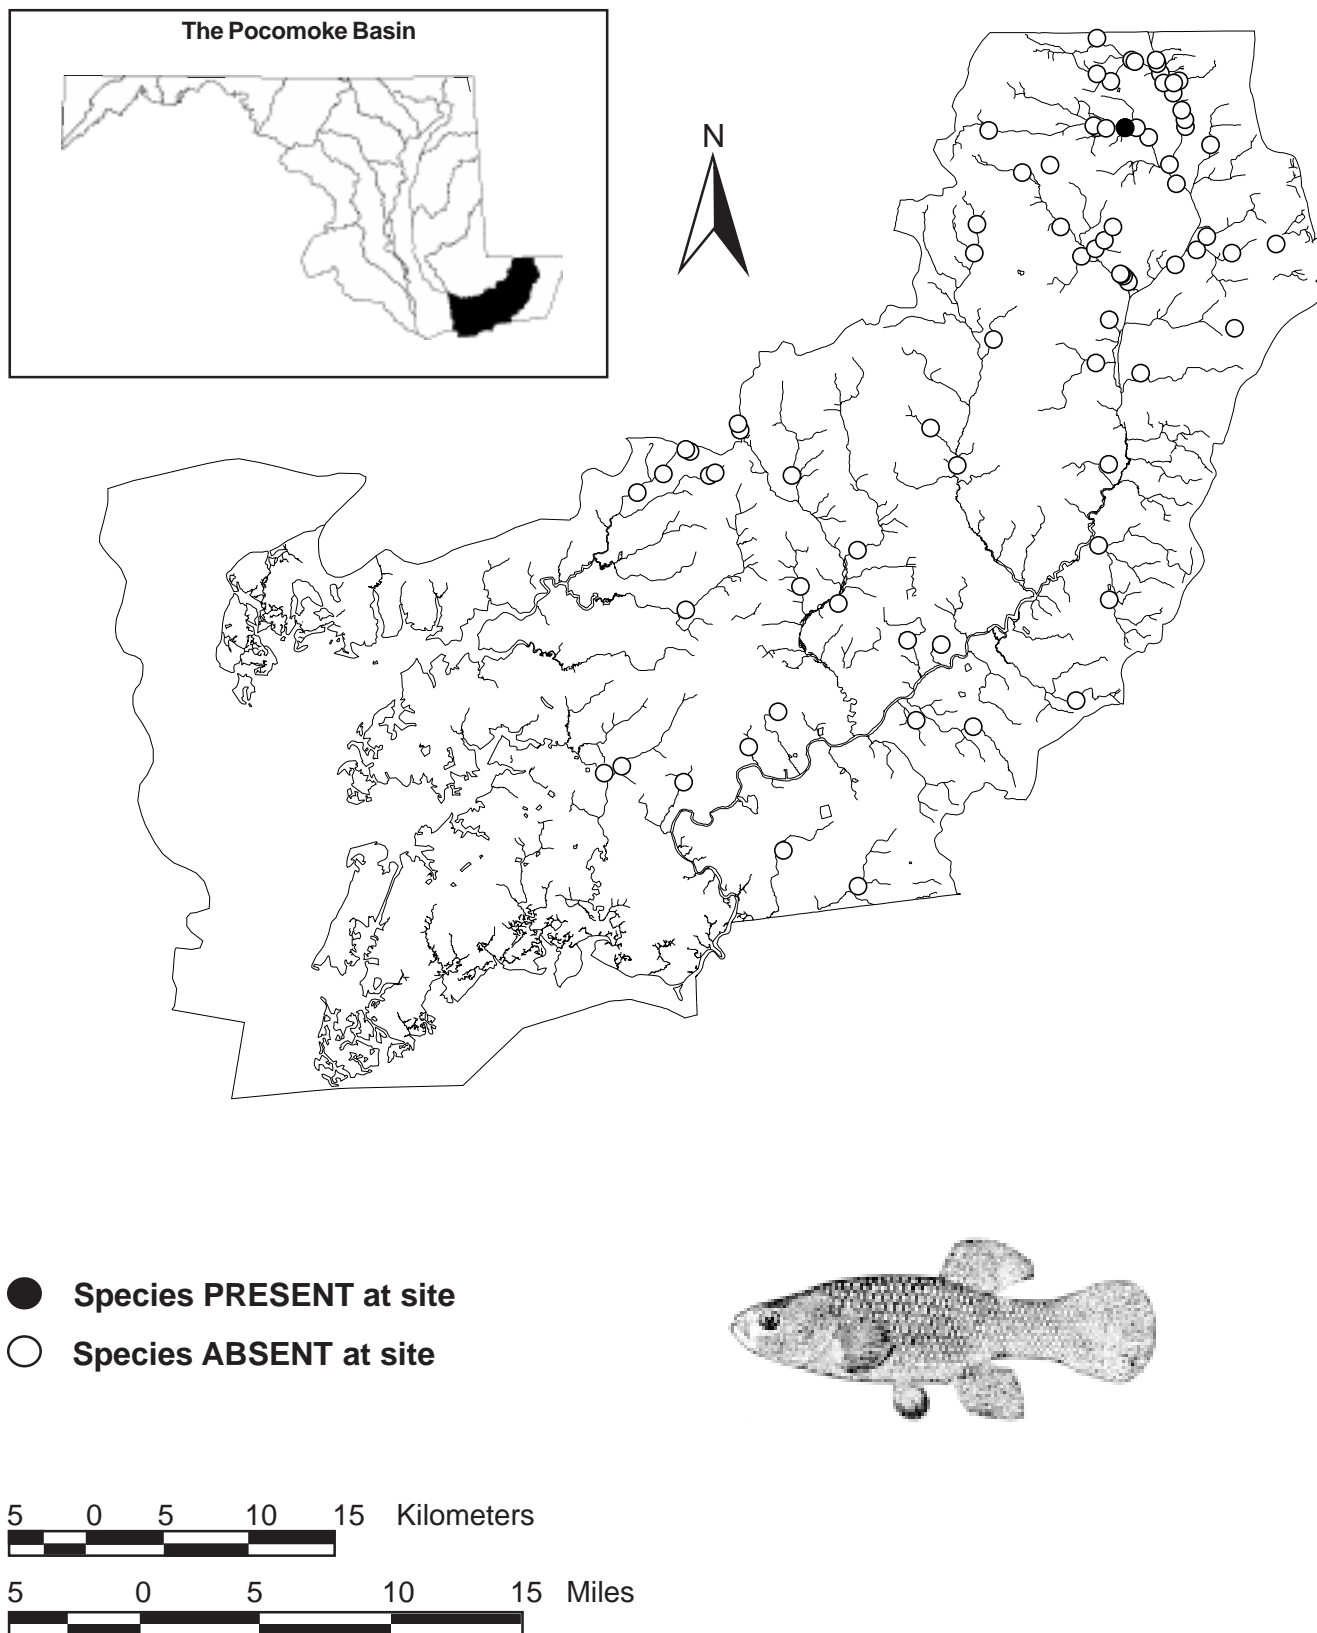 The Pocomoke Basin
N
Species PRESENT at site
Species ABSENT at site
5 0 5 10 15 Kilometers
5 0 5 10 15 Miles